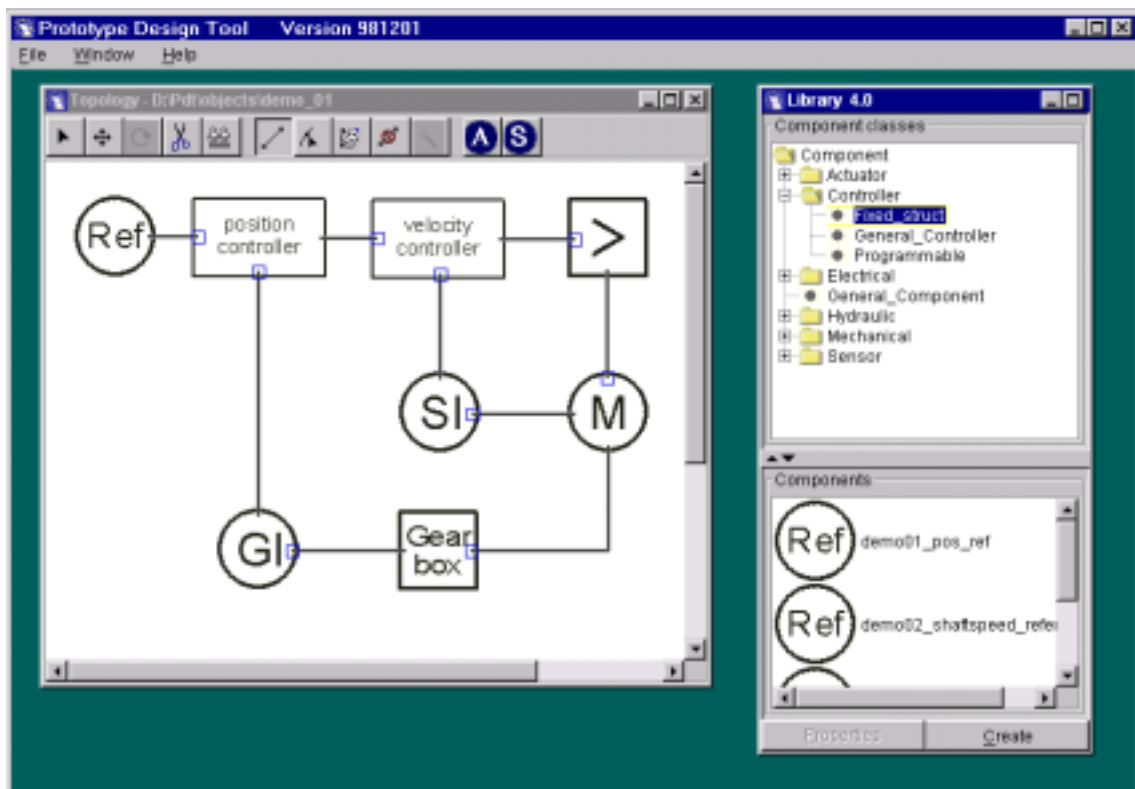 Prototype Design Tool Version 981201
File Window Help
Topology - D:\Pdt\objects\demo_01
A S
Ref
position
controller
velocity
controller
>
SI
M
GI
Gear
box
Library 4.0
Component classes
Component
Actuator
Controller
Fixed_struct
General_Controller
Programmable
Electrical
General_Component
Hydraulic
Mechanical
Sensor
Components
Ref demo01_pos_ref
Ref demo02_shaftspeed_refe
Properties Create